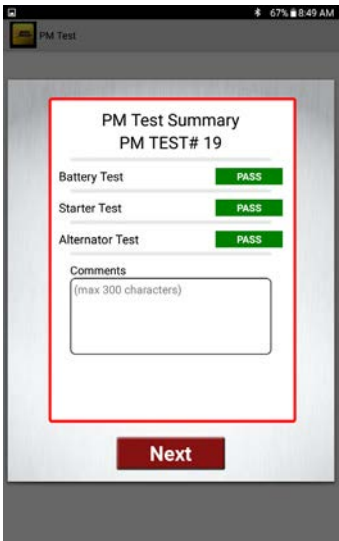 67% 8:49 AM
PM Test
PM Test Summary
PM TEST# 19
Battery Test PASS
Starter Test PASS
Alternator Test PASS
Comments
(max 300 characters)
Next